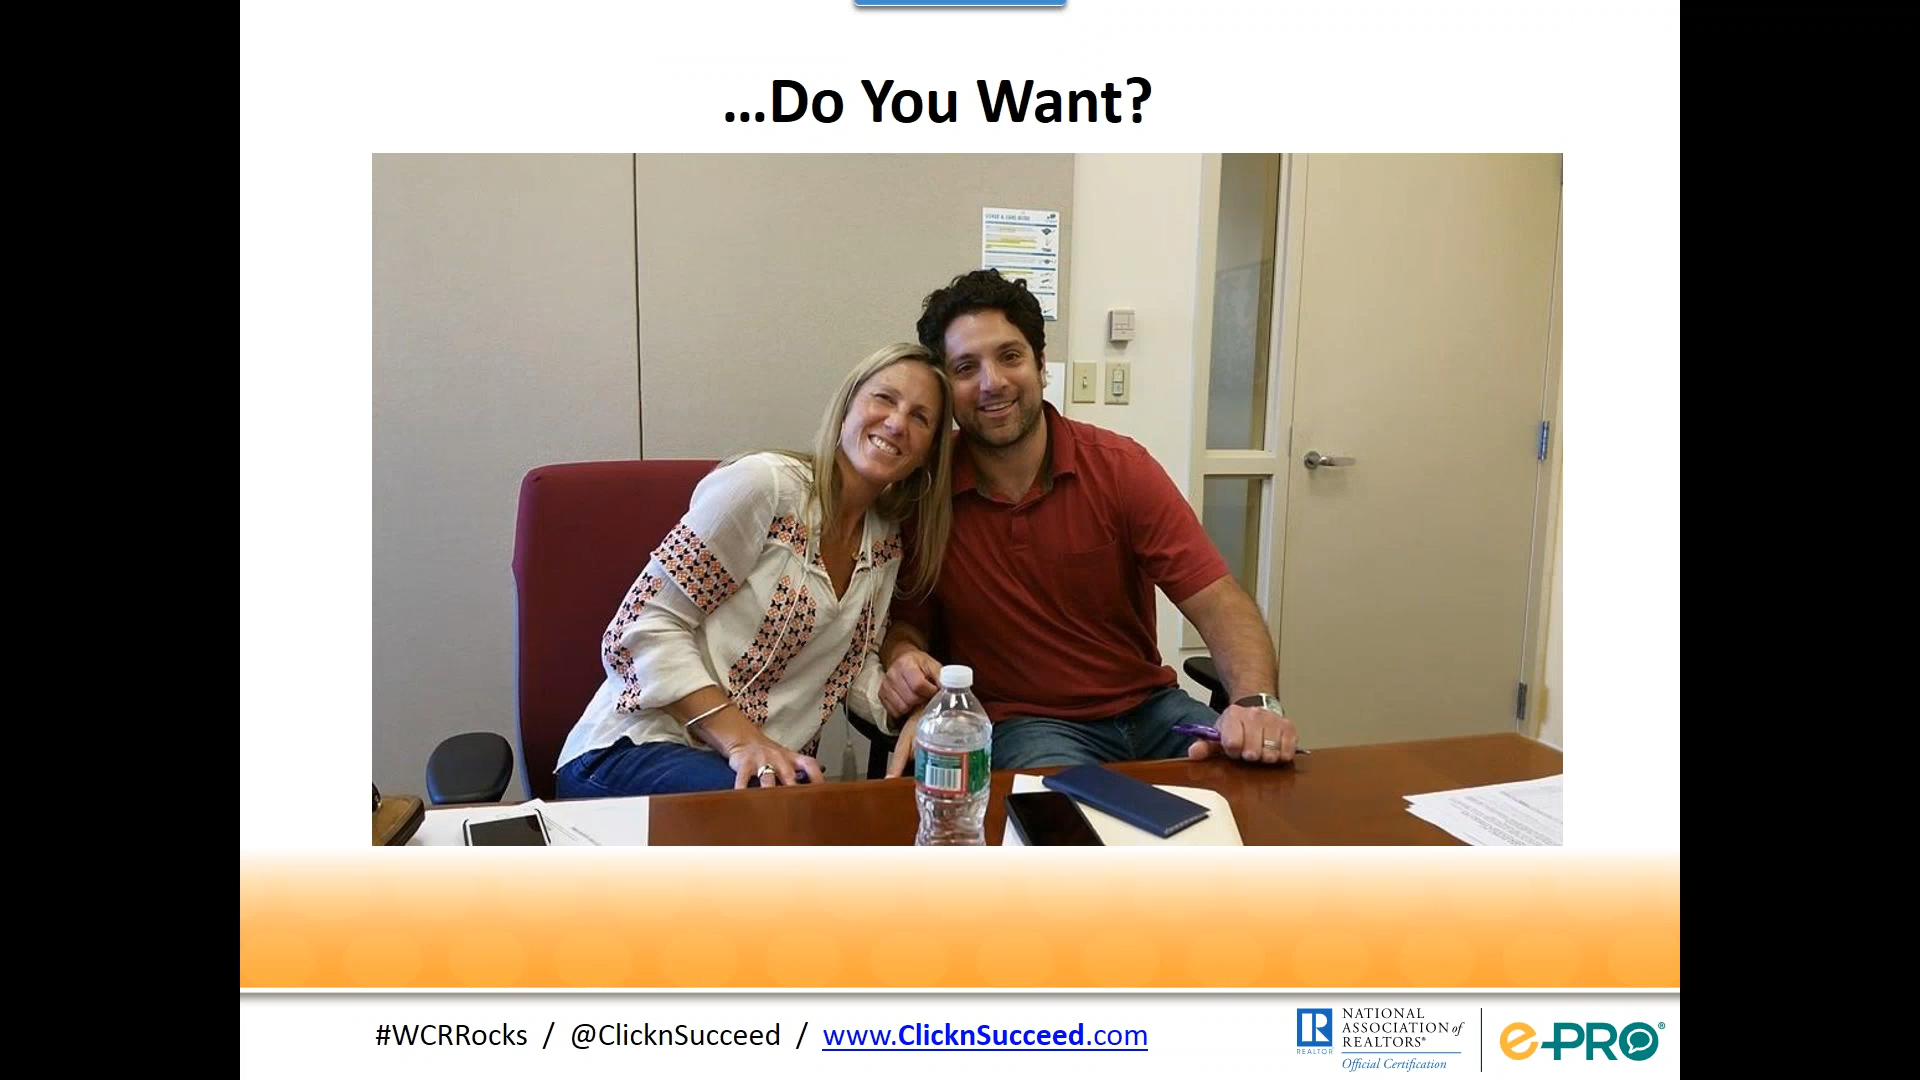 ...Do You Want?
#WCRRocks / @ClicknSucceed / www.ClicknSucceed.com
R
REALTOR
NATIONAL
ASSOCIATION of
REALTORS®
Official Certification
e-PRO®